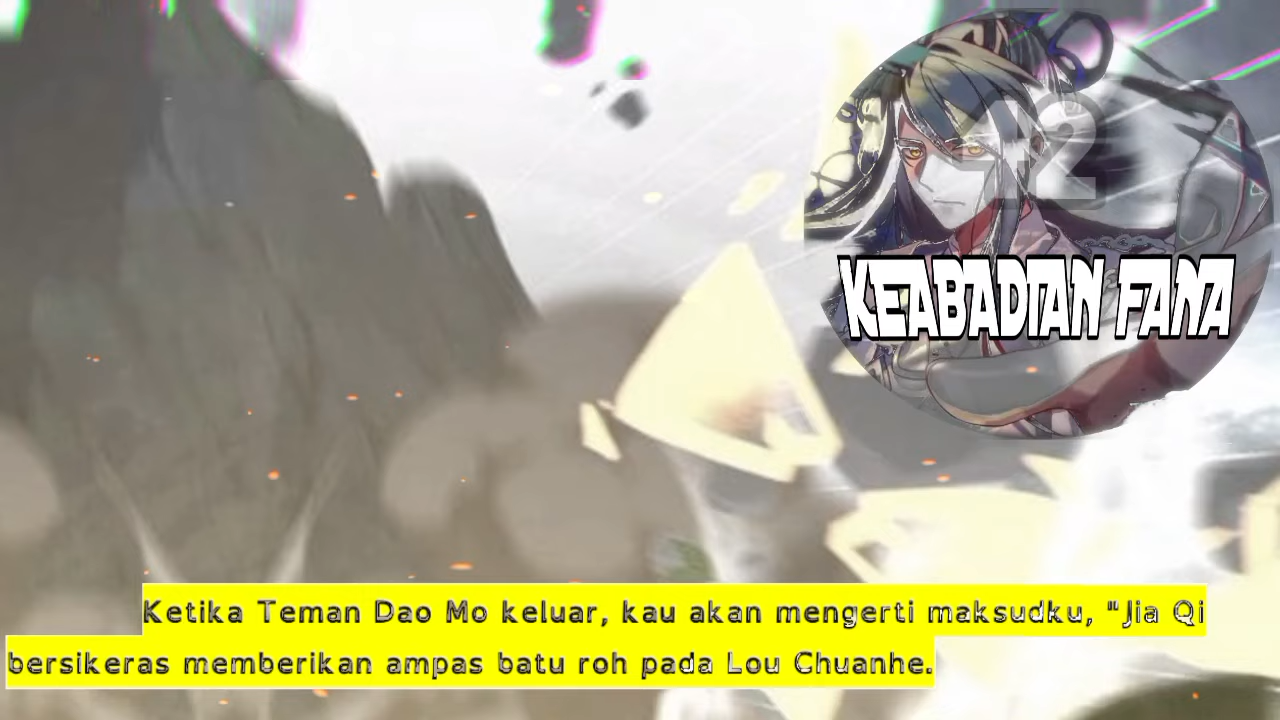 42
KEABADIAN FANA
Ketika Teman Dao Mo keluar, kau akan mengerti maksudku, "Jia Qi
bersikeras memberikan ampas batu roh pada Lou Chuanhe.